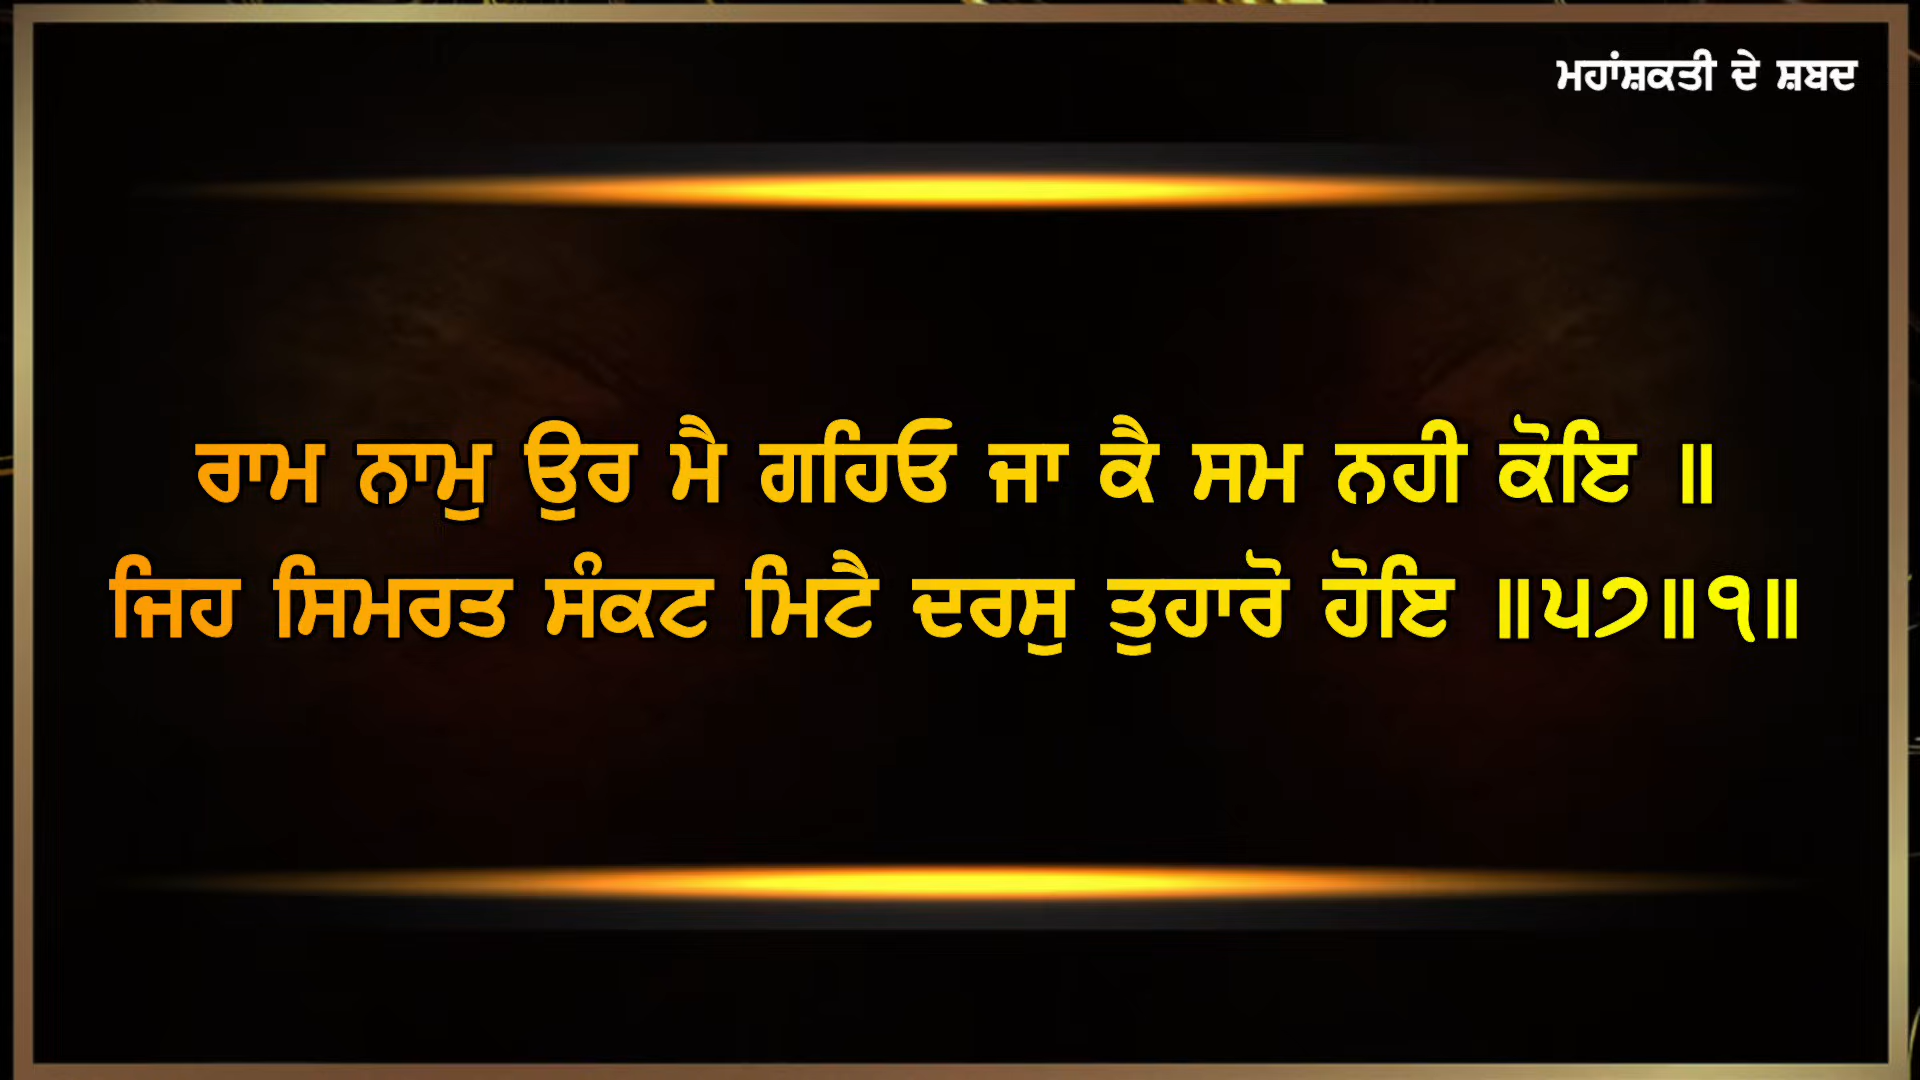 ਮਹਾਂਸ਼ਕਤੀ ਦੇ ਸ਼ਬਦ
ਰਾਮ ਨਾਮੁ ਉਰ ਮੈ ਗਹਿਓ ਜਾ ਕੈ ਸਮ ਨਹੀ ਕੋਇ ॥
ਜਿਹ ਸਿਮਰਤ ਸੰਕਟ ਮਿਟੈ ਦਰਸੁ ਤੁਹਾਰੋ ਹੋਇ ॥੫੭॥੧॥